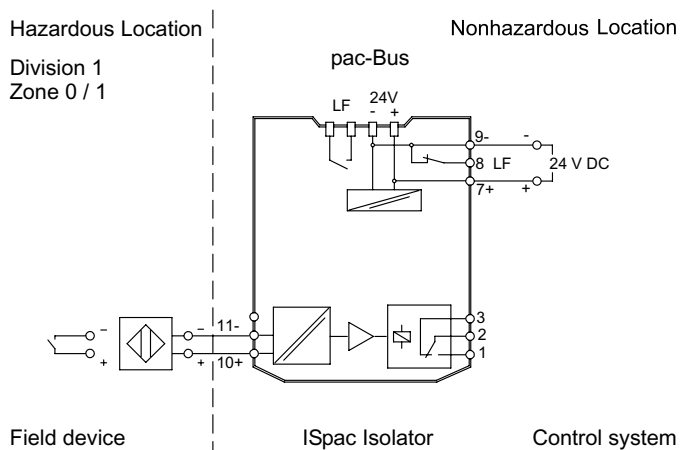 Hazardous Location
Nonhazardous Location
Division 1
Zone 0 / 1
pac-Bus
LF
24V
- +
9-
-
8 LF
24 V DC
7+
+
3
2
1
- - 11-
+ + 10+
Field device
ISpac Isolator
Control system